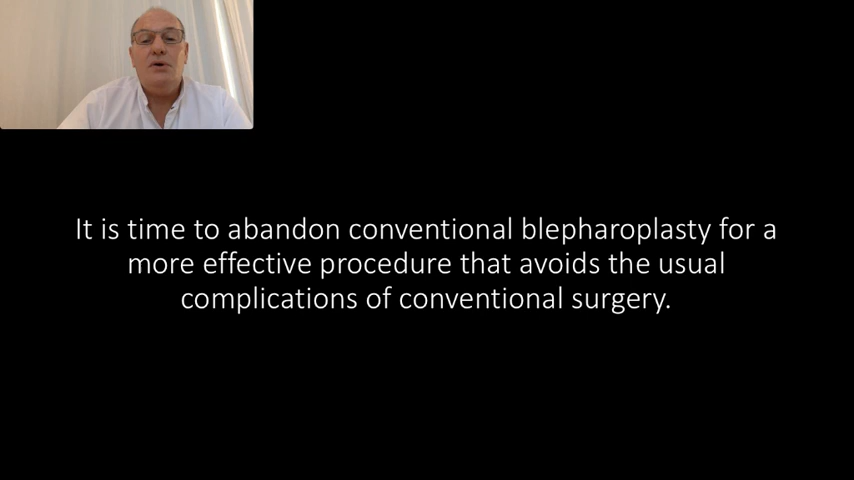 It is time to abandon conventional blepharoplasty for a
more effective procedure that avoids the usual
complications of conventional surgery.